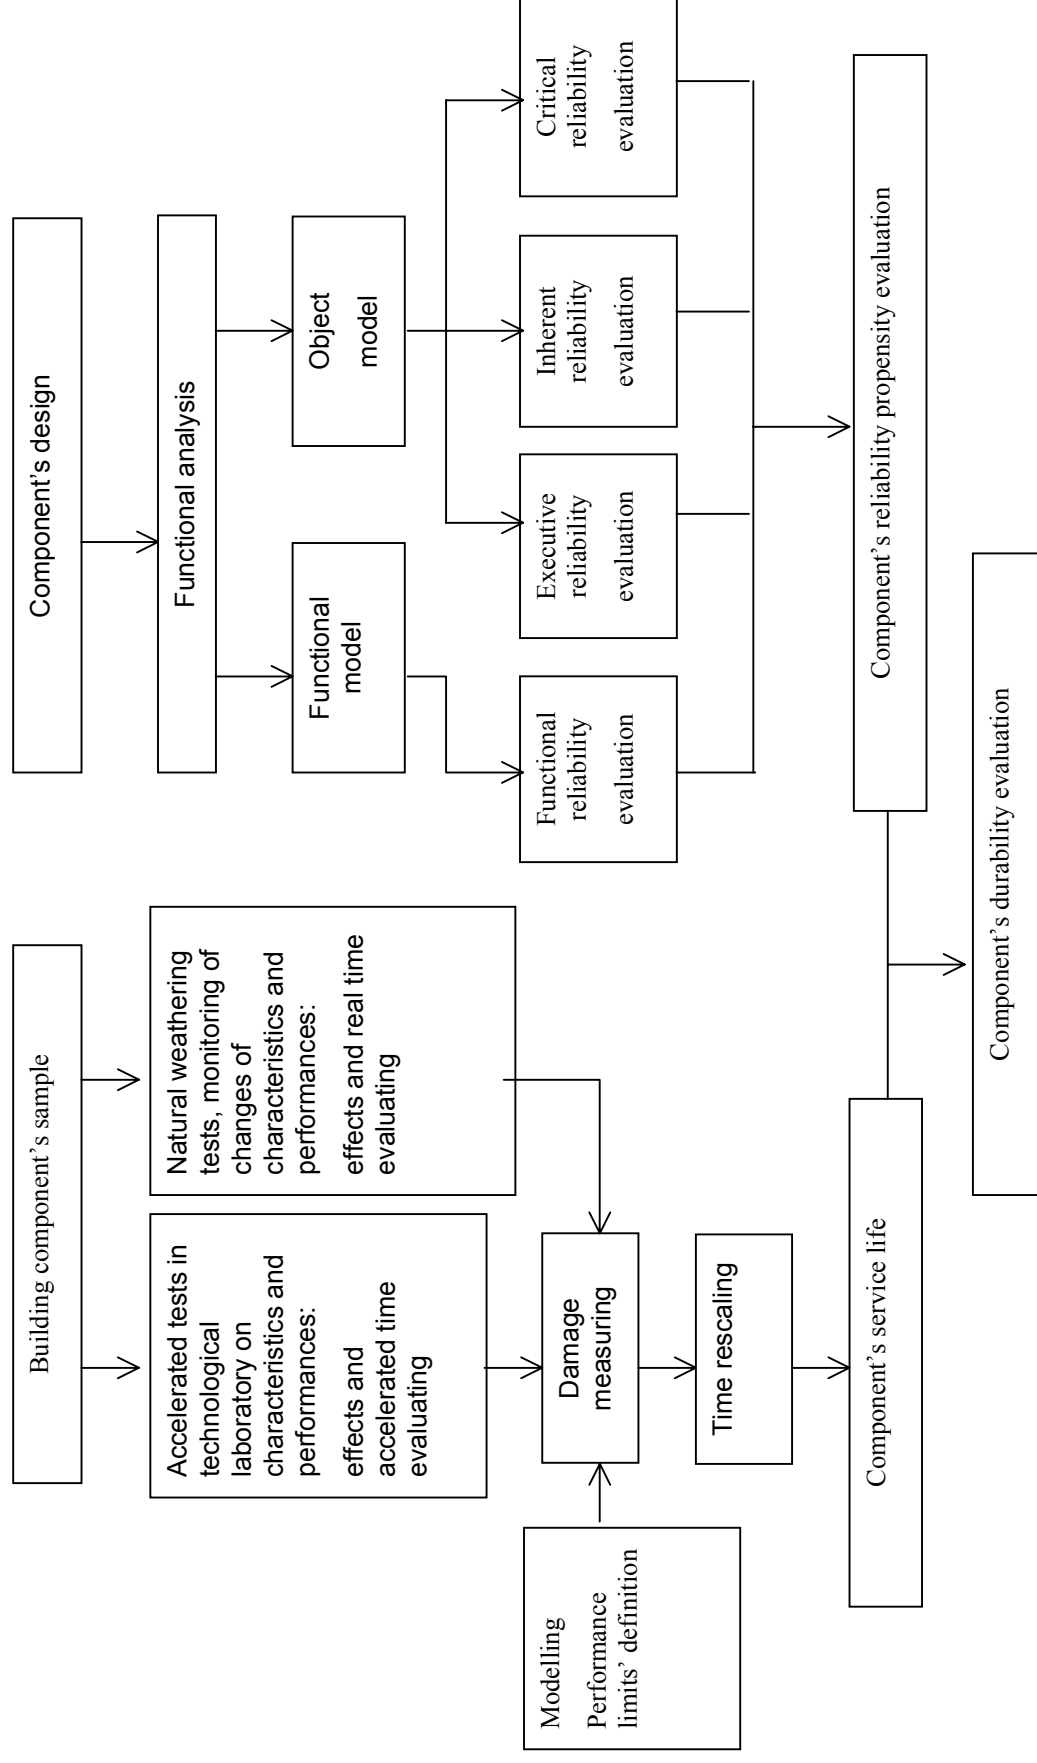 Building component’s sample
Accelerated tests in
technological
laboratory on
characteristics and
performances:
effects and
accelerated time
evaluating
Natural weathering
tests, monitoring of
changes of
characteristics and
performances:
effects and real time
evaluating
Modelling
Performance
limits’ definition
Damage
measuring
Time rescaling
Component’s service life
Component's design
Functional analysis
Functional
model
Object
model
Functional
reliability
evaluation
Executive
reliability
evaluation
Inherent
reliability
evaluation
Critical
reliability
evaluation
Component’s reliability propensity evaluation
Component’s durability evaluation